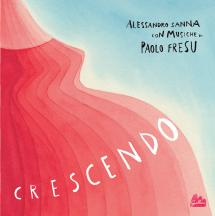 ALESSANDRO SANNA
CON MUSICHE DI
PAOLO FRESU
CRESCENDO